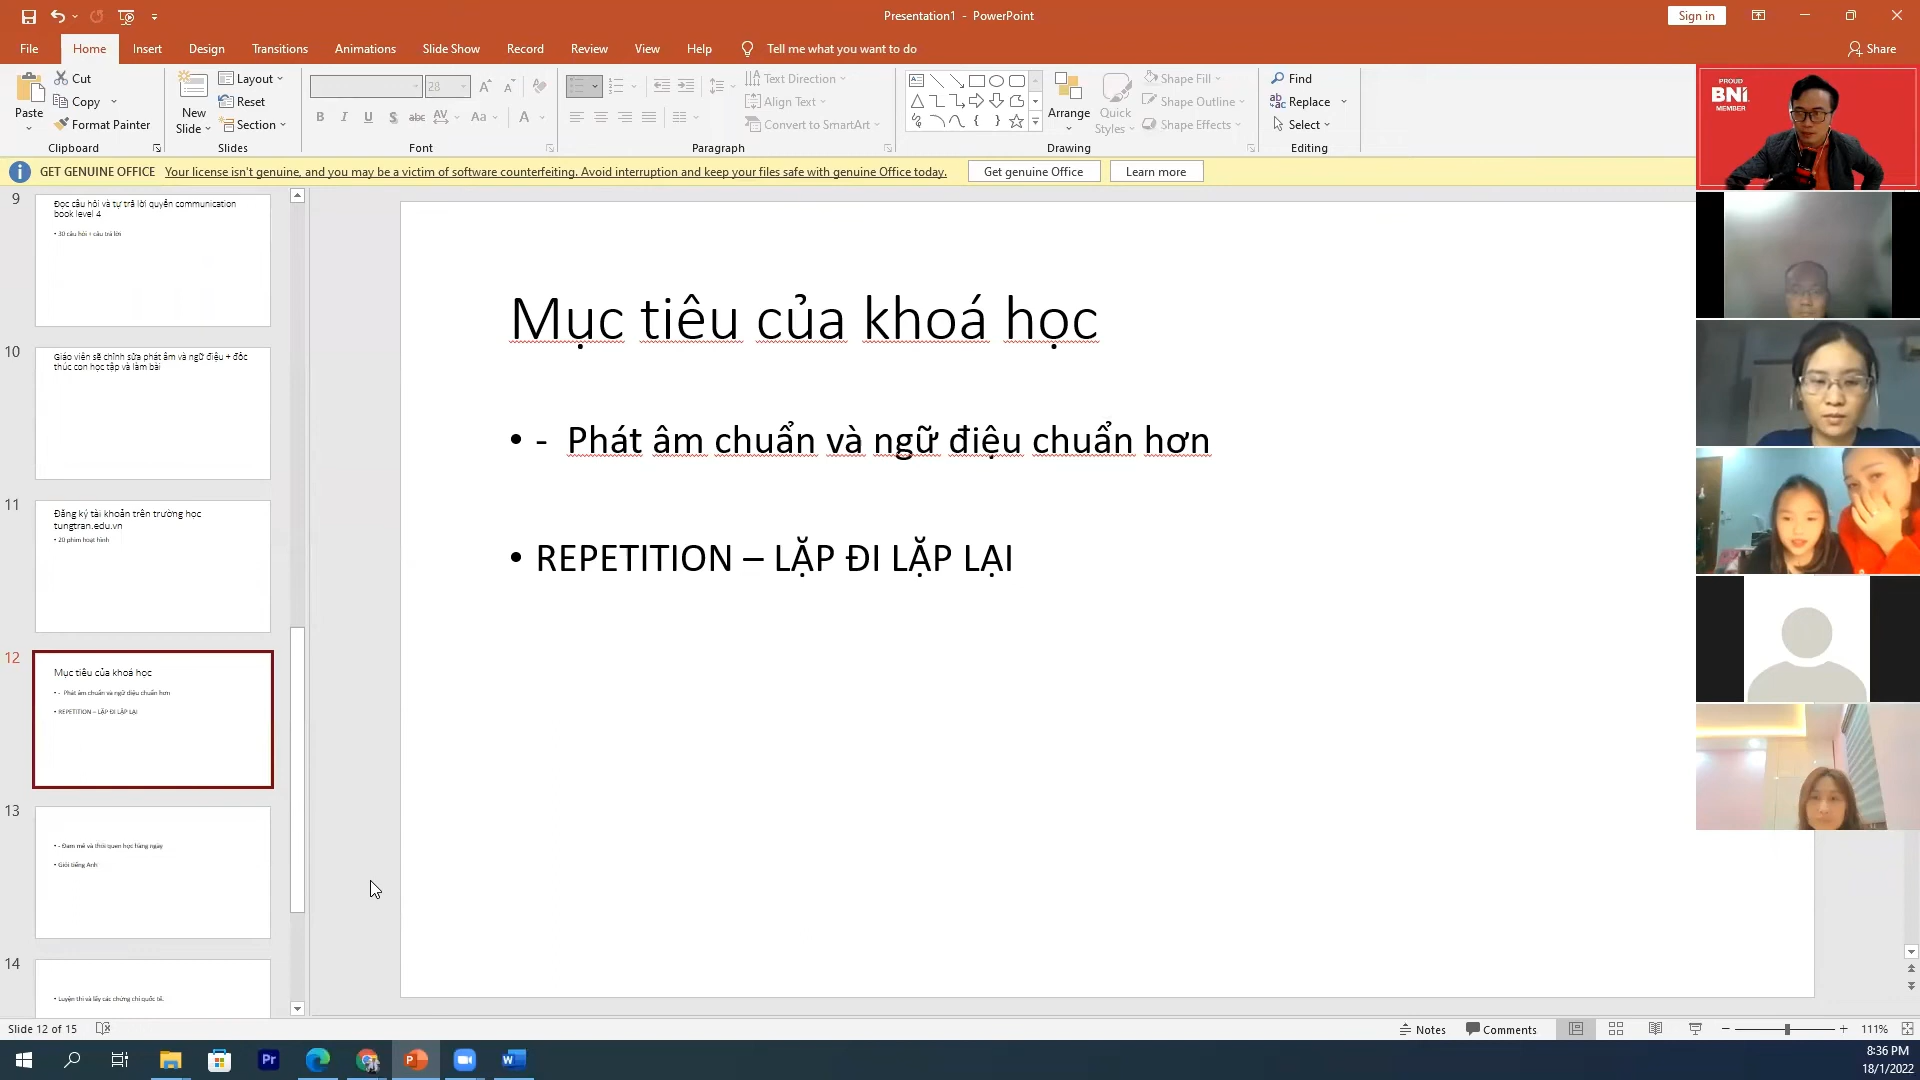 Presentation1 - PowerPoint
Sign in
File Home Insert Design Transitions Animations Slide Show Record Review View Help Tell me what you want to do
Share
Paste
Cut
Copy
Format Painter
Clipboard
New Slide
Layout
Reset
Section
Slides
28
B I U S abc AV Aa A
Font
Text Direction
Align Text
Convert to SmartArt
Paragraph
Arrange
Quick Styles
Shape Fill
Shape Outline
Shape Effects
Drawing
Find
Replace
Select
Editing
PROUD
BNI
MEMBER
GET GENUINE OFFICE Your license isn't genuine, and you may be a victim of software counterfeiting. Avoid interruption and keep your files safe with genuine Office today. Get genuine Office Learn more
9
Đọc câu hỏi và tự trả lời quyển communication
book level 4
• 30 câu hỏi + câu trả lời
10
Giáo viên sẽ chỉnh sửa phát âm và ngữ điệu + đốc
thúc con học tập và làm bài
11
Đăng ký tài khoản trên trường học
tungtran.edu.vn
• 20 phim hoạt hình
12
Mục tiêu của khoá học
• - Phát âm chuẩn và ngữ điệu chuẩn hơn
• REPETITION – LẶP ĐI LẶP LẠI
13
• - Đam mê và thói quen học hàng ngày
• Giỏi tiếng Anh
14
• Luyện thi và lấy các chứng chỉ quốc tế.
Mục tiêu của khoá học
• - Phát âm chuẩn và ngữ điệu chuẩn hơn
• REPETITION – LẶP ĐI LẶP LẠI
Slide 12 of 15
Notes Comments 111%
8:36 PM
18/1/2022